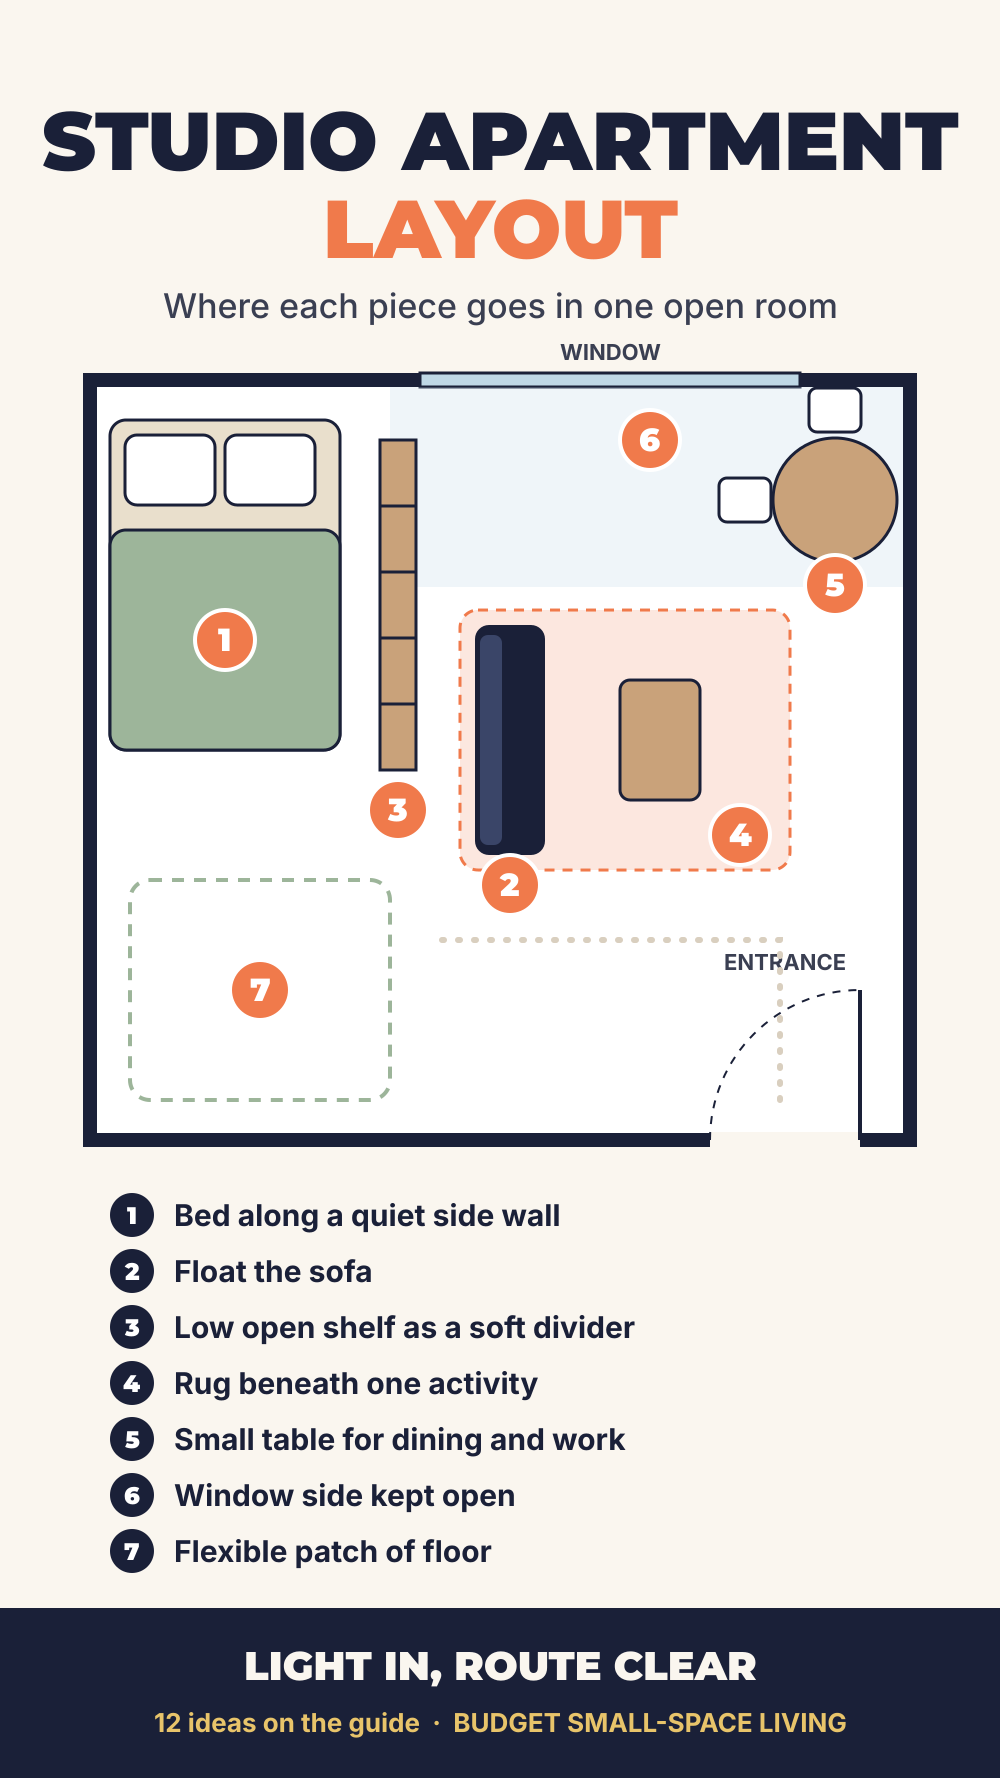 STUDIO APARTMENT
LAYOUT
Where each piece goes in one open room
WINDOW
6
5
1
3
4
2
ENTRANCE
7
1 Bed along a quiet side wall
2 Float the sofa
3 Low open shelf as a soft divider
4 Rug beneath one activity
5 Small table for dining and work
6 Window side kept open
7 Flexible patch of floor
LIGHT IN, ROUTE CLEAR
12 ideas on the guide · BUDGET SMALL-SPACE LIVING